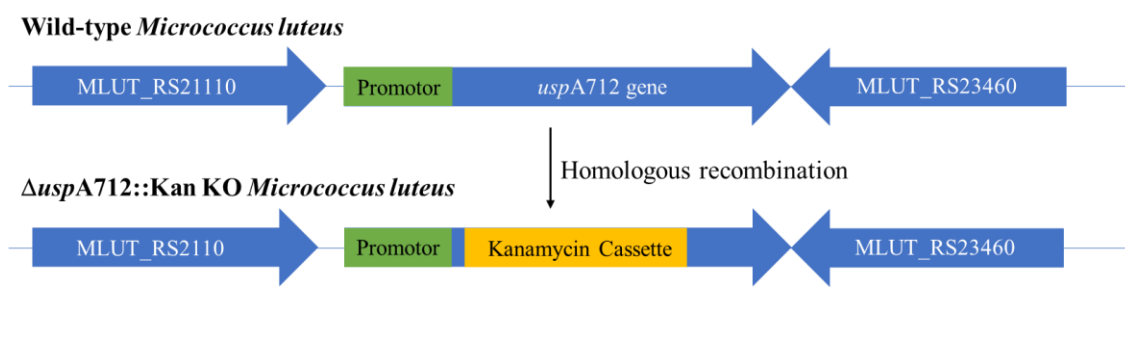 Wild-type Micrococcus luteus
MLUT_RS21110 Promotor uspA712 gene MLUT_RS23460
Homologous recombination
ΔuspA712::Kan KO Micrococcus luteus
MLUT_RS2110 Promotor Kanamycin Cassette MLUT_RS23460